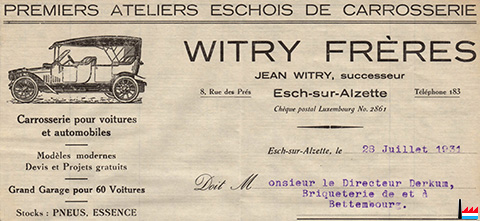 PREMIERS ATELIERS ESCHOIS DE CARROSSERIE
WITRY FRÈRES
JEAN WITRY, successeur
8, Rue des Prés Esch-sur-Alzette Téléphone 183
Chèque postal Luxembourg No. 2861
Carrosserie pour voitures
et automobiles
Modèles modernes
Devis et Projets gratuits
Grand Garage pour 60 Voitures
Stocks : PNEUS, ESSENCE
Esch-sur-Alzette, le 28 Juillet 1931
Doit M onsieur le Directeur Derkum,
Briqueterie de et à
Bettembourg.